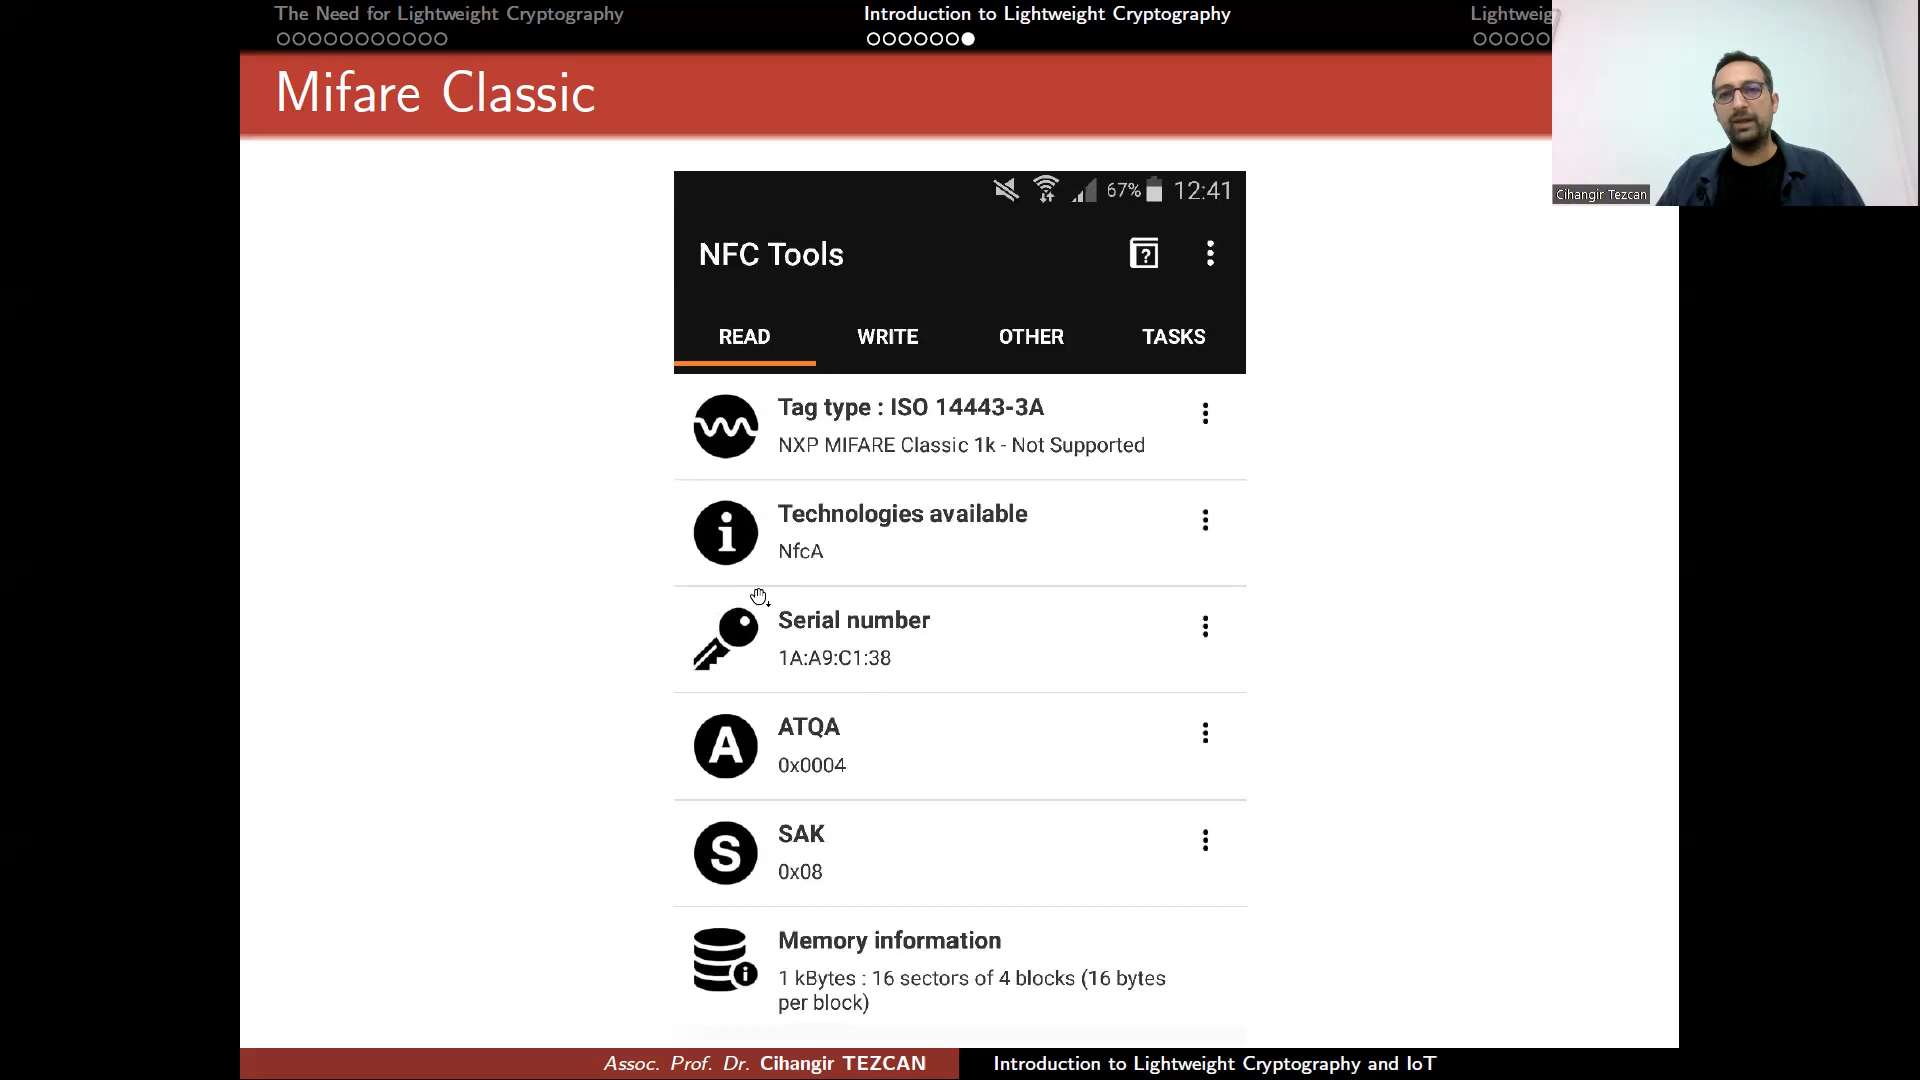 The Need for Lightweight Cryptography
Introduction to Lightweight Cryptography
Lightweig
Mifare Classic
Cihangir Tezcan
67% 12:41
NFC Tools
READ WRITE OTHER TASKS
Tag type : ISO 14443-3A
NXP MIFARE Classic 1k - Not Supported
Technologies available
NfcA
Serial number
1A:A9:C1:38
ATQA
0x0004
SAK
0x08
Memory information
1 kBytes : 16 sectors of 4 blocks (16 bytes
per block)
Assoc. Prof. Dr. Cihangir TEZCAN
Introduction to Lightweight Cryptography and IoT